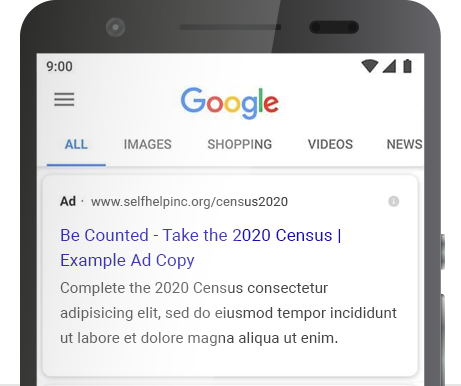 9:00
Google
ALL IMAGES SHOPPING VIDEOS NEWS
Ad · www.selfhelpinc.org/census2020
Be Counted - Take the 2020 Census |
Example Ad Copy
Complete the 2020 Census consectetur
adipisicing elit, sed do eiusmod tempor incididunt
ut labore et dolore magna aliqua ut enim.